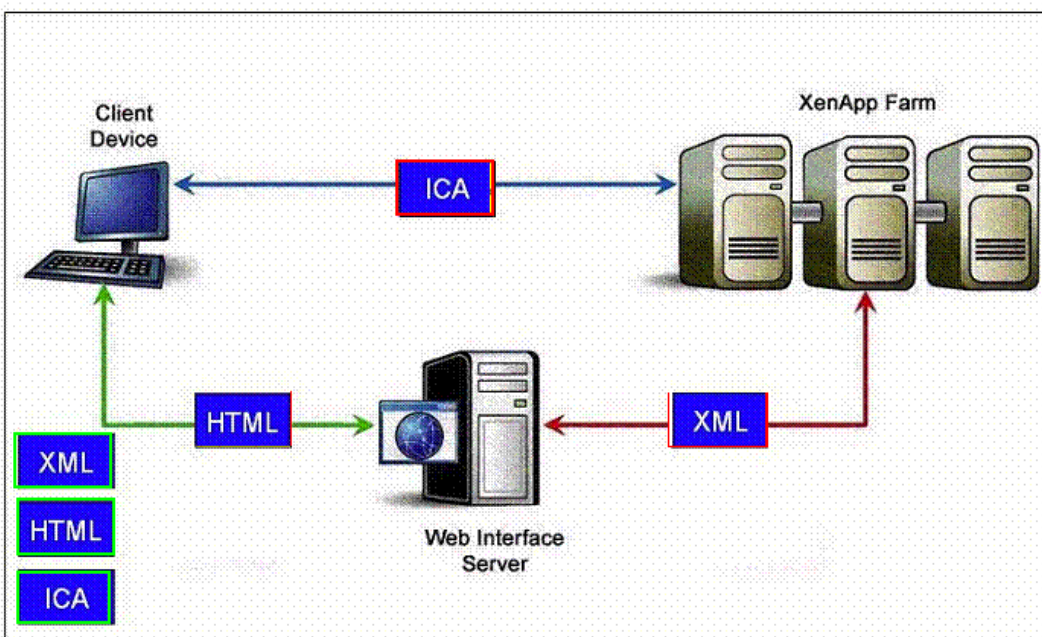 Client
Device
XenApp Farm
ICA
HTML
XML
XML
HTML
ICA
Web Interface
Server